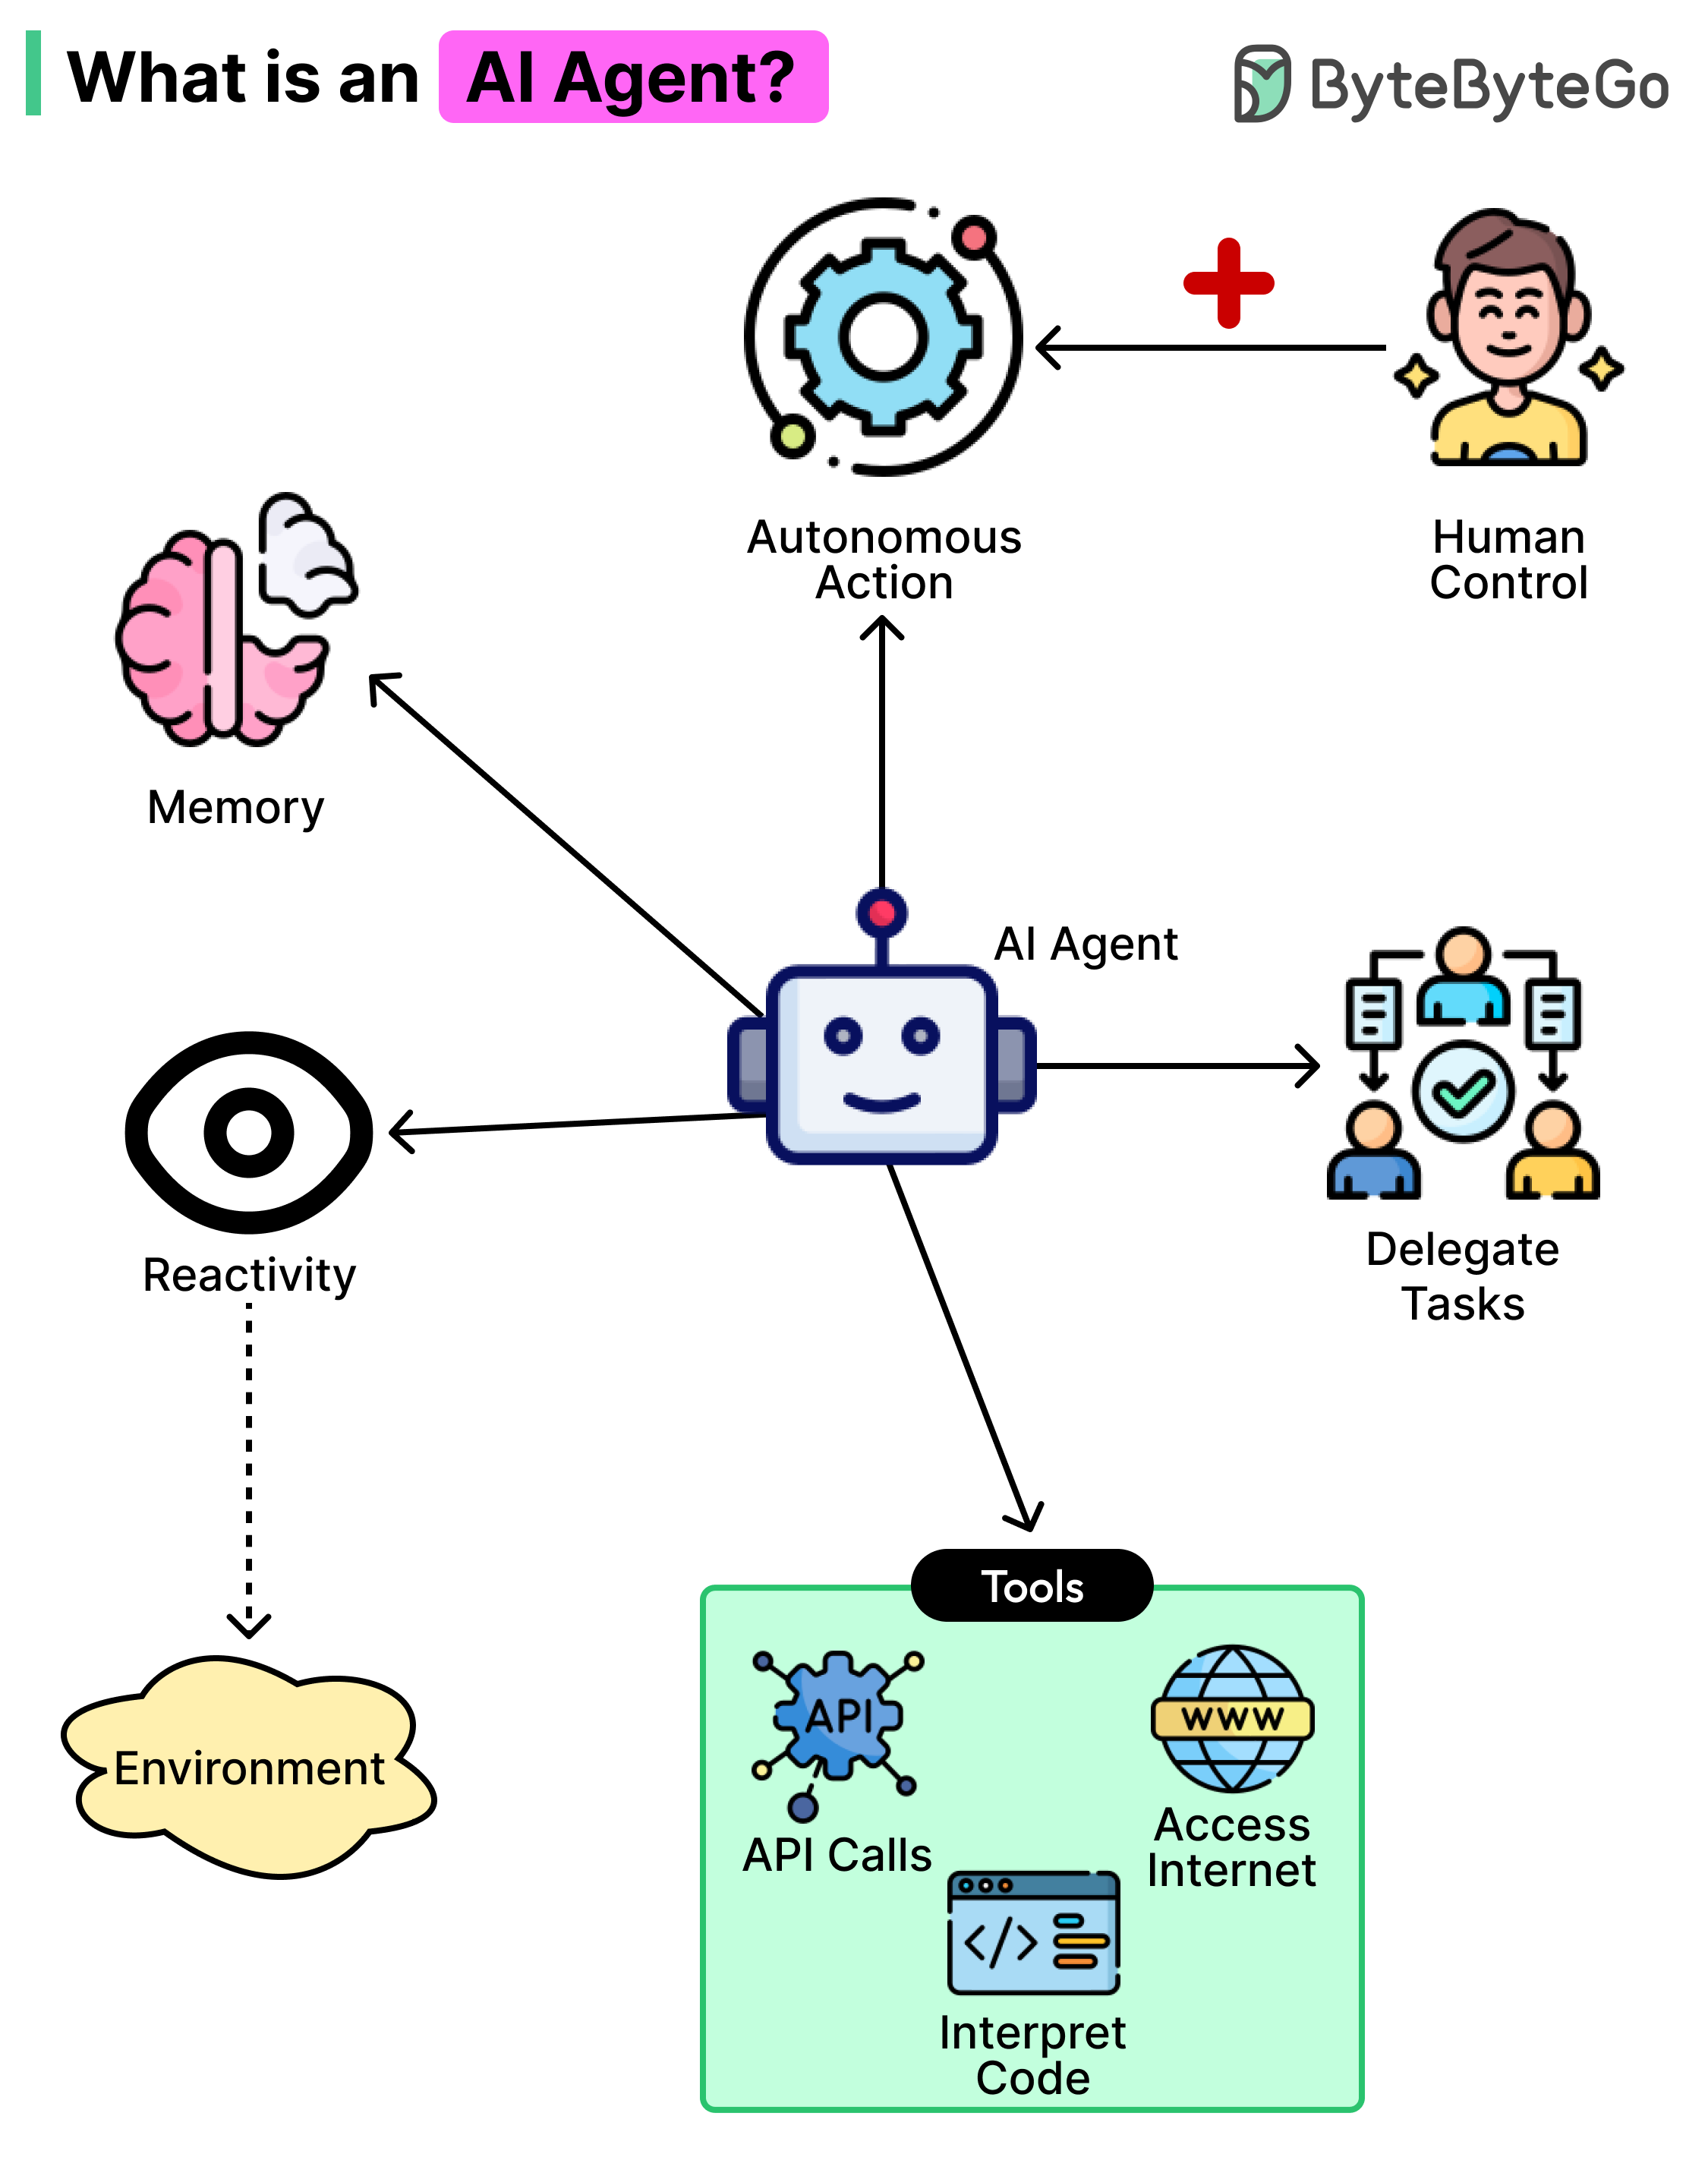 What is an AI Agent?
ByteByteGo
Autonomous
Action
Human
Control
Memory
AI Agent
Delegate
Tasks
Reactivity
Environment
Tools
API
API Calls
WWW
Access
Internet
</>
Interpret
Code